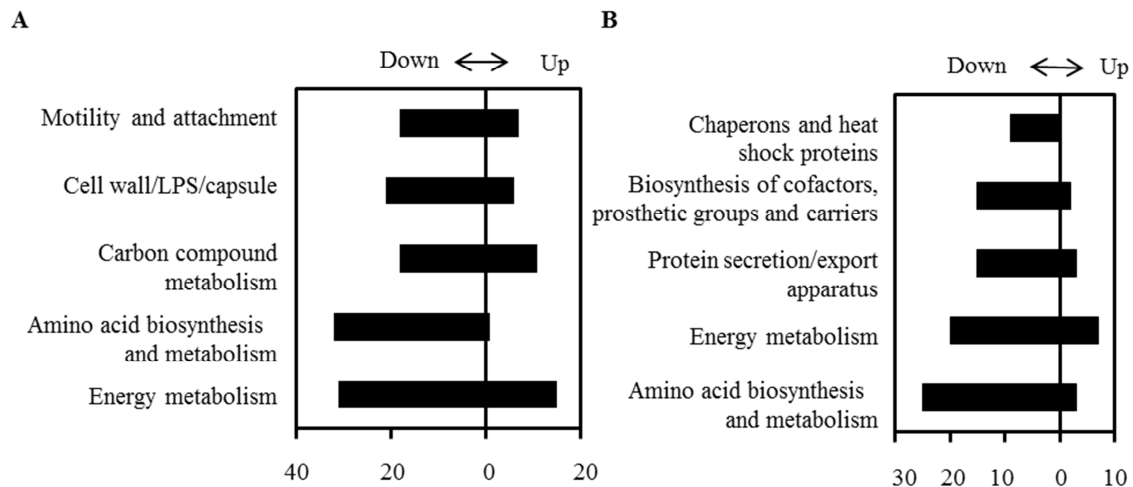 A
Down
Up
Motility and attachment
Cell wall/LPS/capsule
Carbon compound
metabolism
Amino acid biosynthesis
and metabolism
Energy metabolism
40 20 0 20
B
Down
Up
Chaperons and heat
shock proteins
Biosynthesis of cofactors,
prosthetic groups and carriers
Protein secretion/export
apparatus
Energy metabolism
Amino acid biosynthesis
and metabolism
30 20 10 0 10